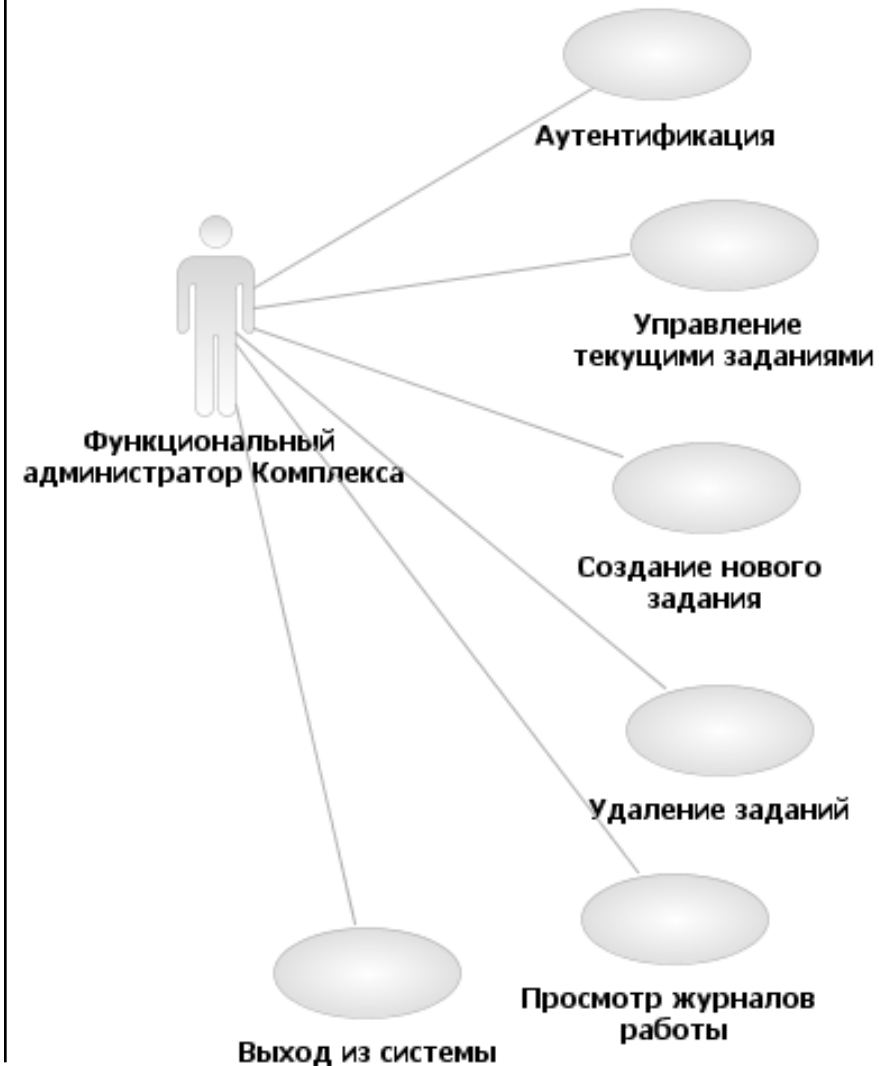 Аутентификация
Управление
текущими заданиями
Функциональный
администратор Комплекса
Создание нового
задания
Удаление заданий
Просмотр журналов
работы
Выход из системы